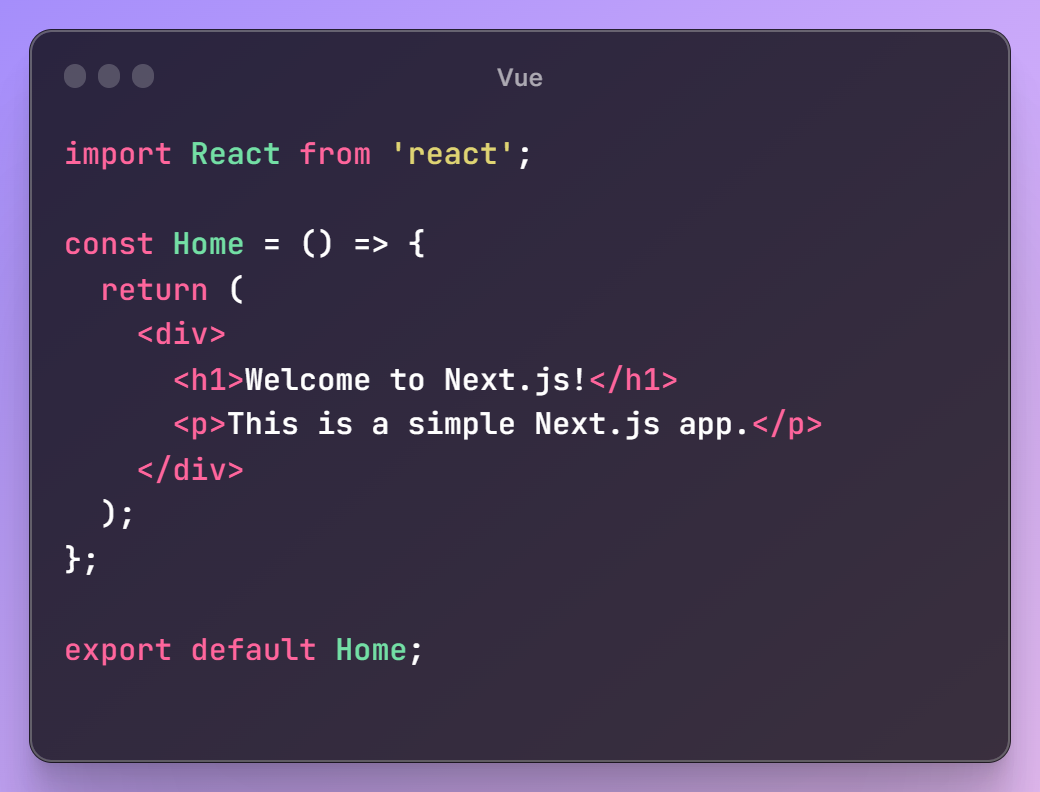 Vue
import React from 'react';
const Home = () => {
  return (
    <div>
      <h1>Welcome to Next.js!</h1>
      <p>This is a simple Next.js app.</p>
    </div>
  );
};
export default Home;